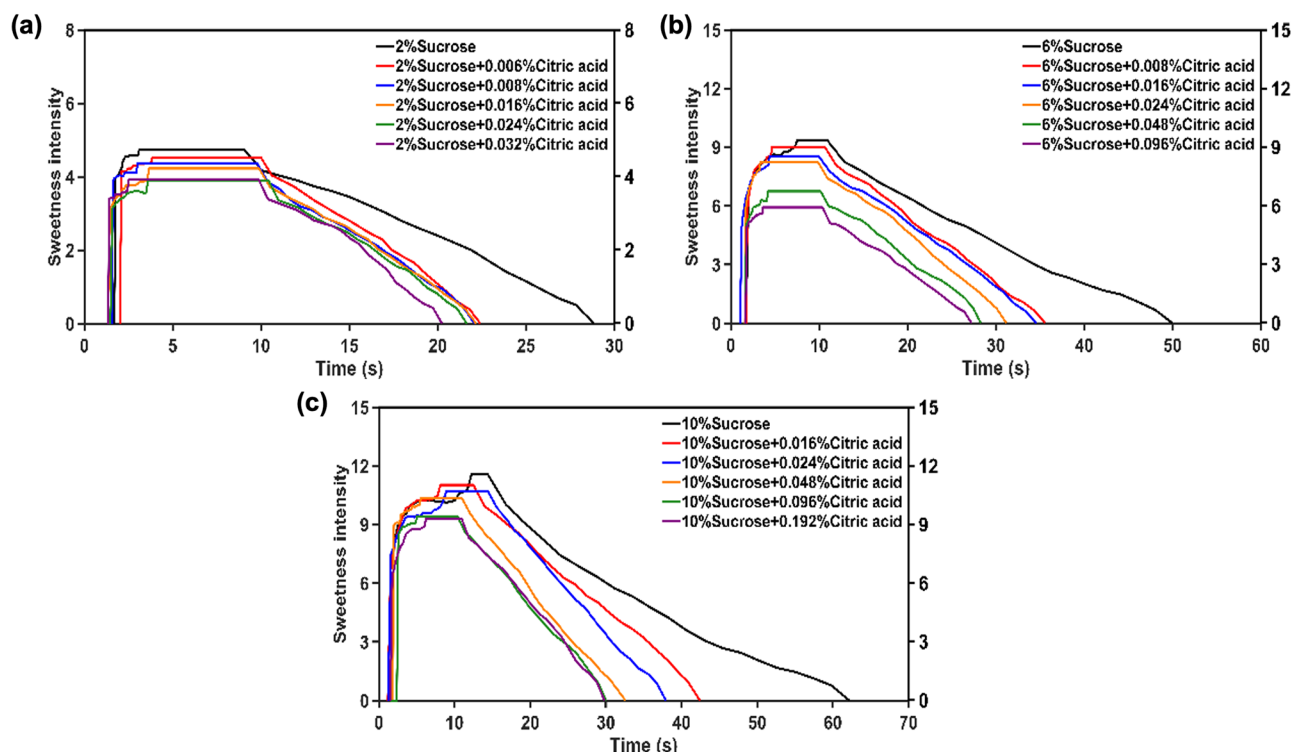 (a)
8
6
4
2
0
Sweetness intensity
2%Sucrose
2%Sucrose+0.006%Citric acid
2%Sucrose+0.008%Citric acid
2%Sucrose+0.016%Citric acid
2%Sucrose+0.024%Citric acid
2%Sucrose+0.032%Citric acid
8
6
4
2
0
0 5 10 15 20 25 30
Time (s)
(b)
15
12
9
6
3
0
Sweetness intensity
6%Sucrose
6%Sucrose+0.008%Citric acid
6%Sucrose+0.016%Citric acid
6%Sucrose+0.024%Citric acid
6%Sucrose+0.048%Citric acid
6%Sucrose+0.096%Citric acid
15
12
9
6
3
0
0 10 20 30 40 50 60
Time (s)
(c)
15
12
9
6
3
0
Sweetness intensity
10%Sucrose
10%Sucrose+0.016%Citric acid
10%Sucrose+0.024%Citric acid
10%Sucrose+0.048%Citric acid
10%Sucrose+0.096%Citric acid
10%Sucrose+0.192%Citric acid
15
12
9
6
3
0
0 10 20 30 40 50 60 70
Time (s)